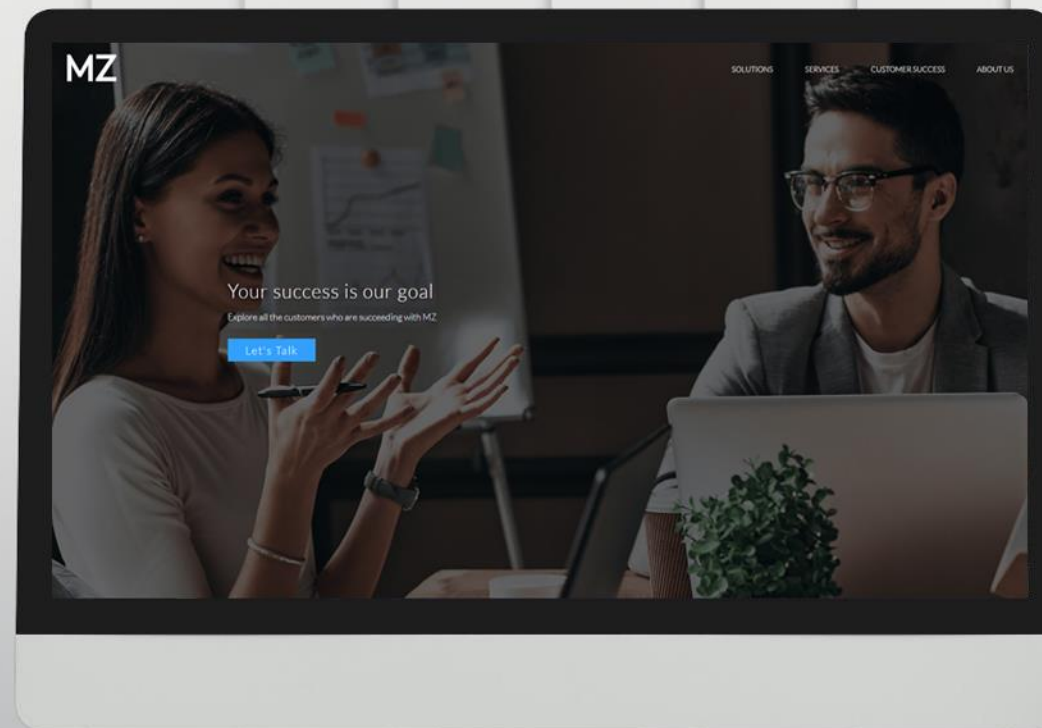 MZ
SOLUTIONS SERVICES CUSTOMER SUCCESS ABOUT US
Your success is our goal
Explore all the customers who are succeeding with MZ
Let's Talk